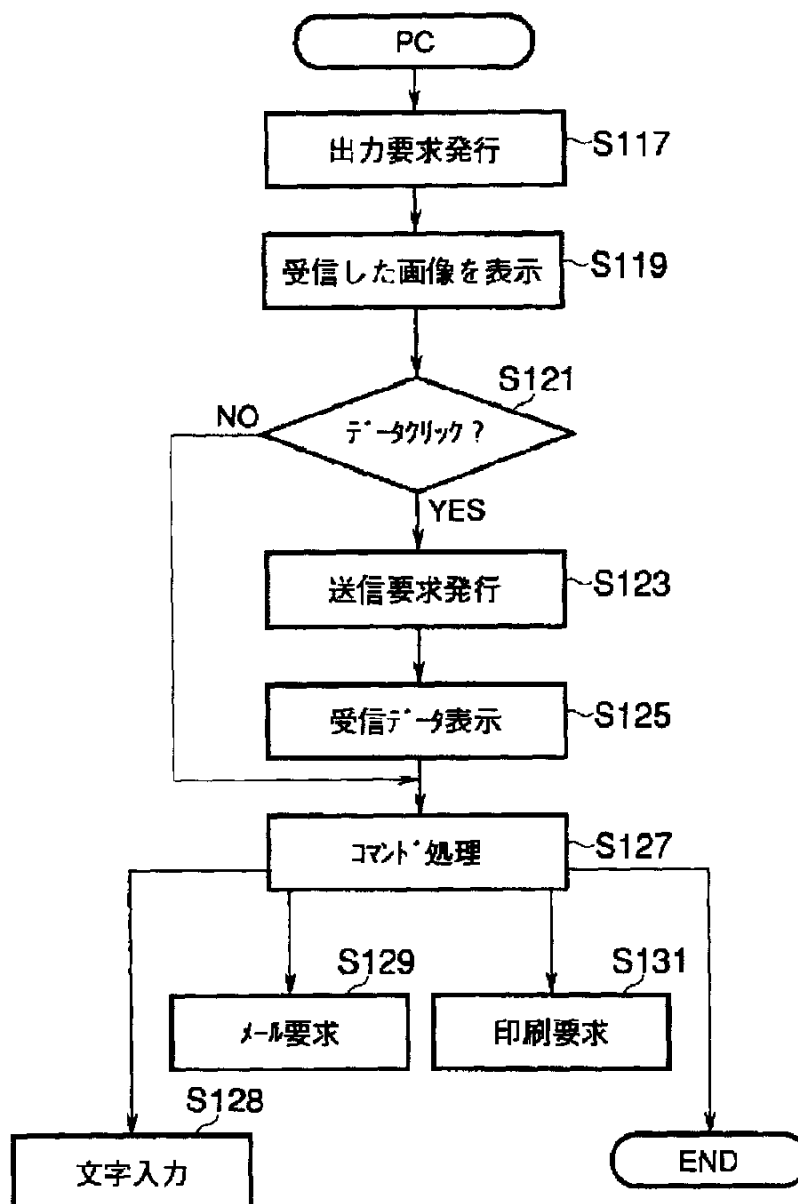 PC
出力要求発行
S117
受信した画像を表示
S119
S121
データクリック?
NO
YES
送信要求発行
S123
受信データ表示
S125
コマンド処理
S127
S129
メール要求
S131
印刷要求
S128
文字入力
END